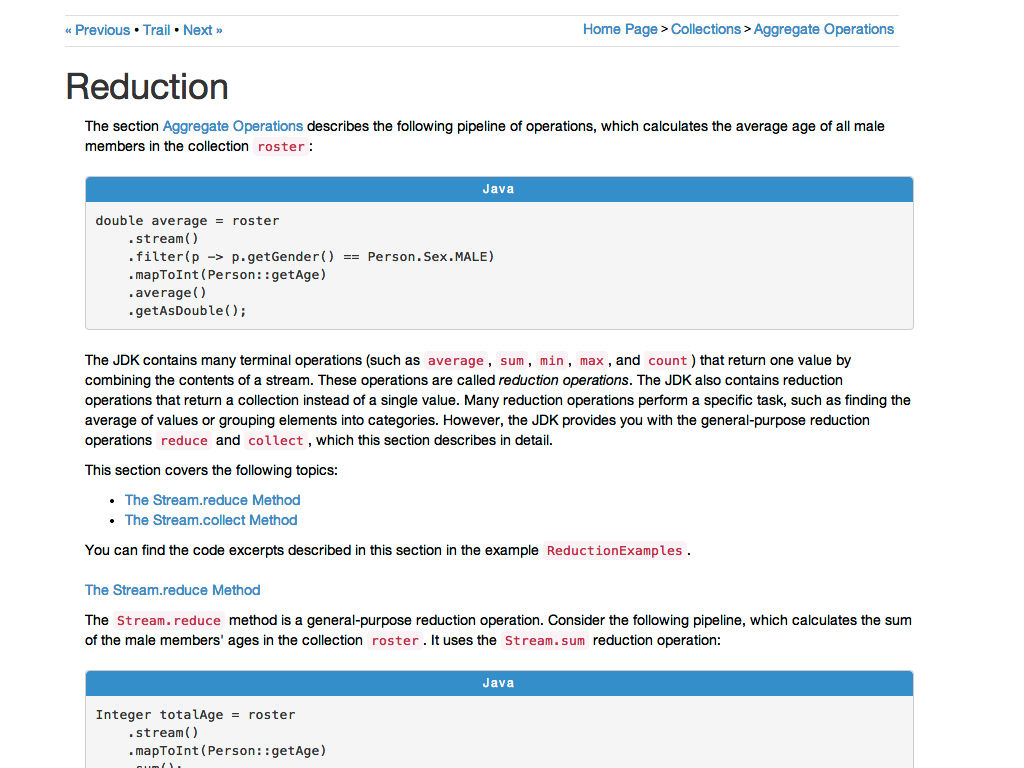 « Previous • Trail • Next »
Home Page > Collections > Aggregate Operations
Reduction
The section Aggregate Operations describes the following pipeline of operations, which calculates the average age of all male
members in the collection roster :
Java
double average = roster
    .stream()
    .filter(p -> p.getGender() == Person.Sex.MALE)
    .mapToInt(Person::getAge)
    .average()
    .getAsDouble();
The JDK contains many terminal operations (such as average , sum , min , max , and count ) that return one value by
combining the contents of a stream. These operations are called reduction operations. The JDK also contains reduction
operations that return a collection instead of a single value. Many reduction operations perform a specific task, such as finding the
average of values or grouping elements into categories. However, the JDK provides you with the general-purpose reduction
operations reduce and collect , which this section describes in detail.
This section covers the following topics:
• The Stream.reduce Method
• The Stream.collect Method
You can find the code excerpts described in this section in the example ReductionExamples .
The Stream.reduce Method
The Stream.reduce method is a general-purpose reduction operation. Consider the following pipeline, which calculates the sum
of the male members' ages in the collection roster . It uses the Stream.sum reduction operation:
Java
Integer totalAge = roster
    .stream()
    .mapToInt(Person::getAge)
    .sum();